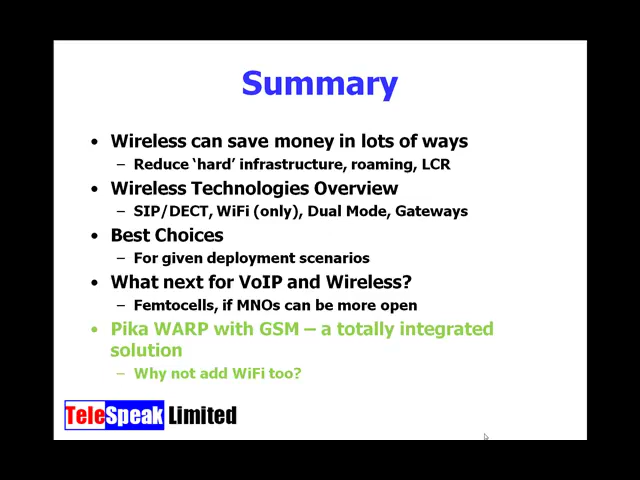 Summary
• Wireless can save money in lots of ways
– Reduce ‘hard’ infrastructure, roaming, LCR
• Wireless Technologies Overview
– SIP/DECT, WiFi (only), Dual Mode, Gateways
• Best Choices
– For given deployment scenarios
• What next for VoIP and Wireless?
– Femtocells, if MNOs can be more open
• Pika WARP with GSM – a totally integrated
solution
– Why not add WiFi too?
TeleSpeak Limited